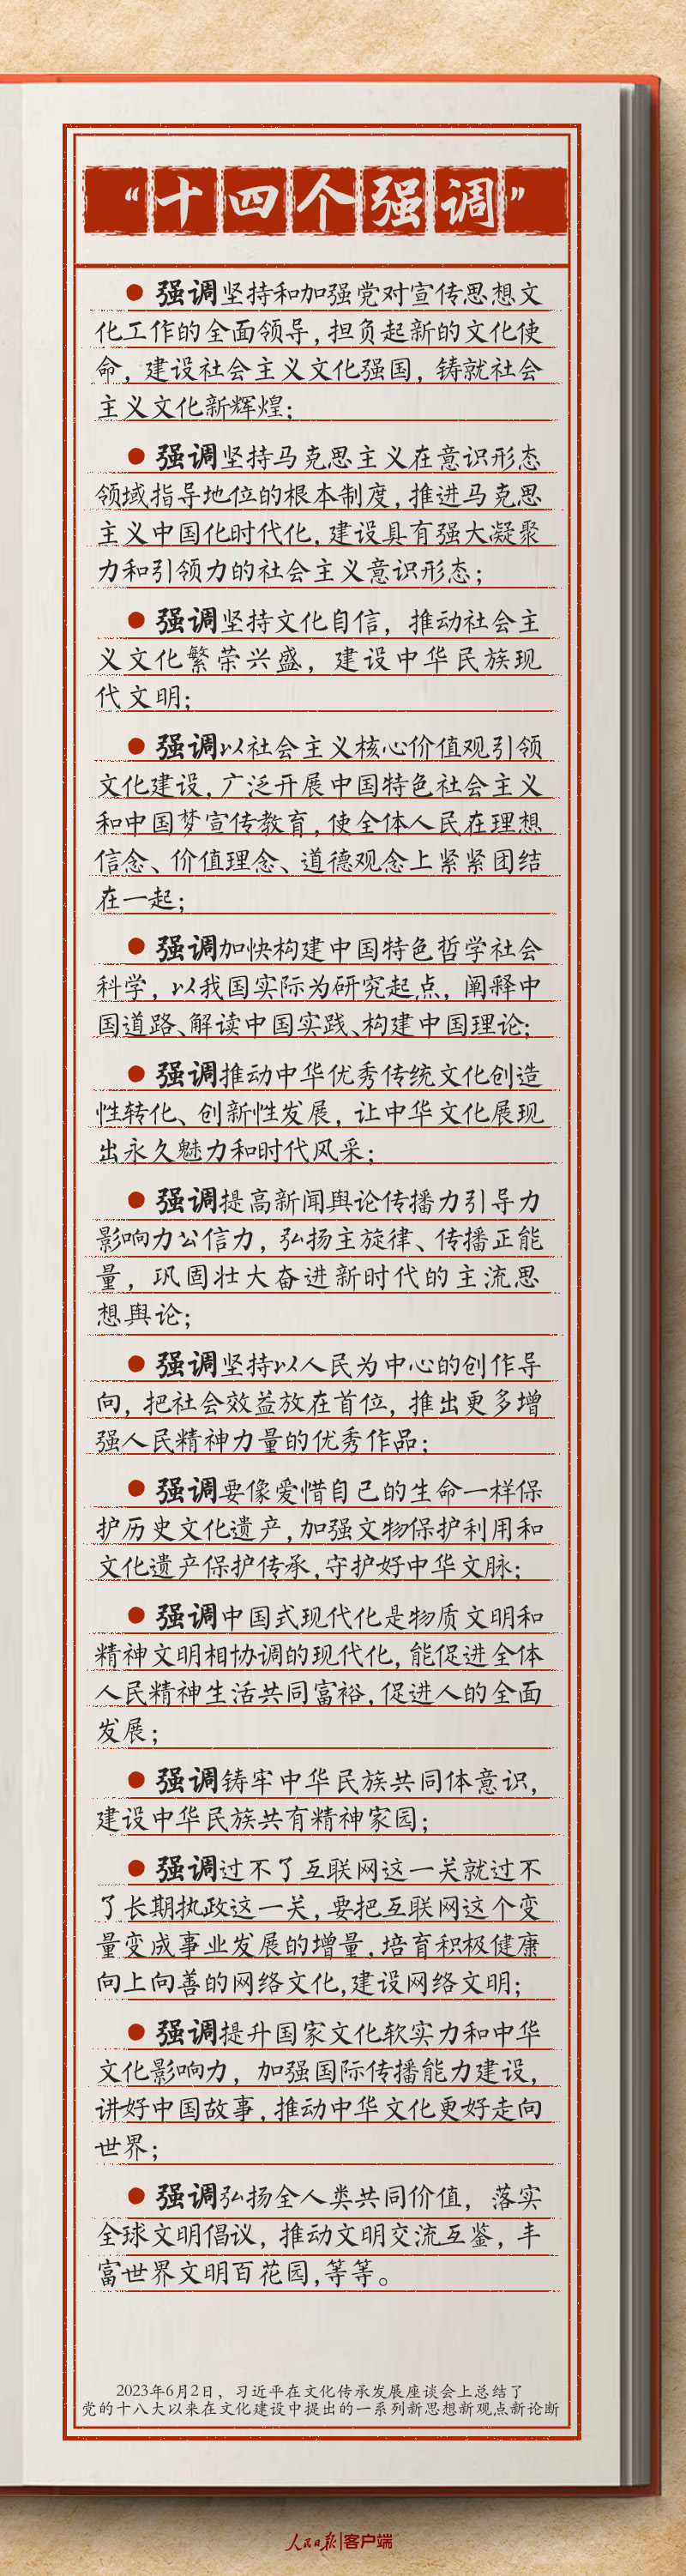 “十四个强调”
● 强调坚持和加强党对宣传思想文
化工作的全面领导,担负起新的文化使
命，建设社会主义文化强国，铸就社会
主义文化新辉煌;
● 强调坚持马克思主义在意识形态
领域指导地位的根本制度,推进马克思
主义中国化时代化,建设具有强大凝聚
力和引领力的社会主义意识形态;
● 强调坚持文化自信，推动社会主
义文化繁荣兴盛，建设中华民族现
代文明;
● 强调以社会主义核心价值观引领
文化建设,广泛开展中国特色社会主义
和中国梦宣传教育,使全体人民在理想
信念、价值理念、道德观念上紧紧团结
在一起;
● 强调加快构建中国特色哲学社会
科学，以我国实际为研究起点，阐释中
国道路、解读中国实践、构建中国理论;
● 强调推动中华优秀传统文化创造
性转化、创新性发展，让中华文化展现
出永久魅力和时代风采;
● 强调提高新闻舆论传播力引导力
影响力公信力，弘扬主旋律、传播正能
量，巩固壮大奋进新时代的主流思
想舆论;
● 强调坚持以人民为中心的创作导
向，把社会效益放在首位，推出更多增
强人民精神力量的优秀作品;
● 强调要像爱惜自己的生命一样保
护历史文化遗产,加强文物保护利用和
文化遗产保护传承,守护好中华文脉;
● 强调中国式现代化是物质文明和
精神文明相协调的现代化,能促进全体
人民精神生活共同富裕,促进人的全面
发展;
● 强调铸牢中华民族共同体意识,
建设中华民族共有精神家园;
● 强调过不了互联网这一关就过不
了长期执政这一关,要把互联网这个变
量变成事业发展的增量,培育积极健康
向上向善的网络文化,建设网络文明;
● 强调提升国家文化软实力和中华
文化影响力，加强国际传播能力建设,
讲好中国故事,推动中华文化更好走向
世界;
● 强调弘扬全人类共同价值，落实
全球文明倡议，推动文明交流互鉴，丰
富世界文明百花园,等等。
2023年6月2日，习近平在文化传承发展座谈会上总结了
党的十八大以来在文化建设中提出的一系列新思想新观点新论断
人民日报|客户端